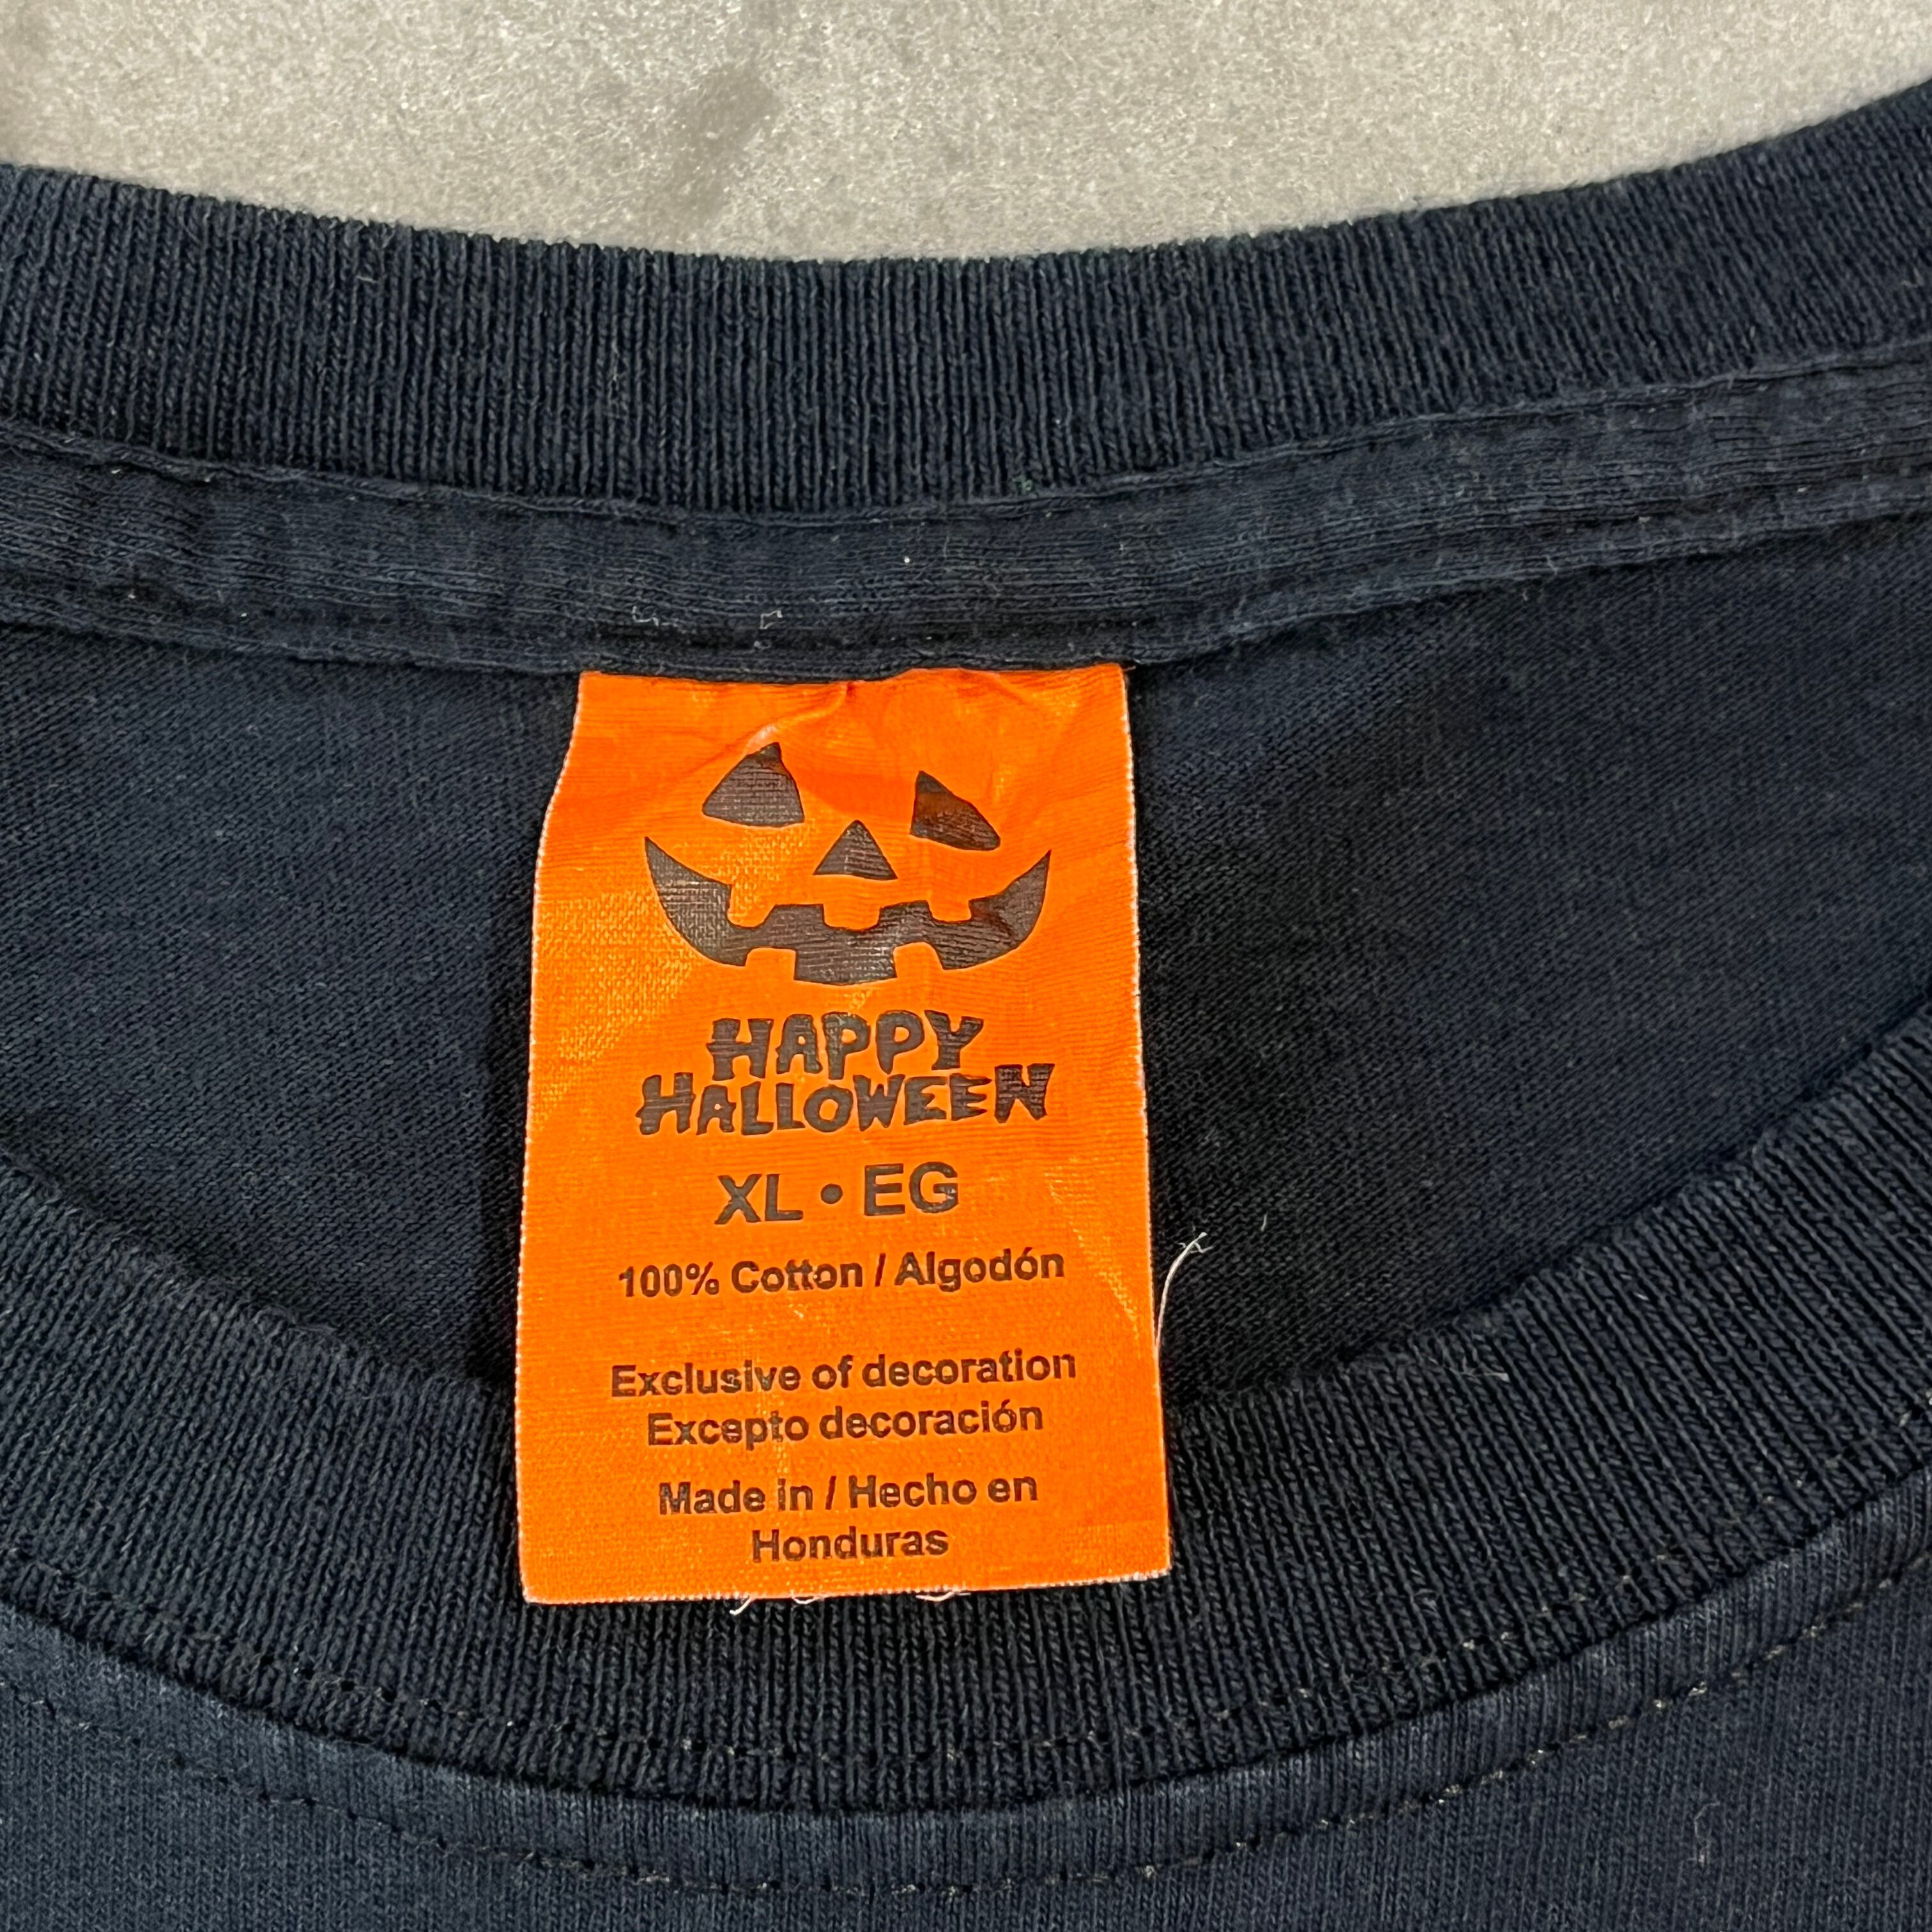 HAPPY
HALLOWEEN
XL • EG
100% Cotton / Algodón
Exclusive of decoration
Excepto decoración
Made in / Hecho en
Honduras